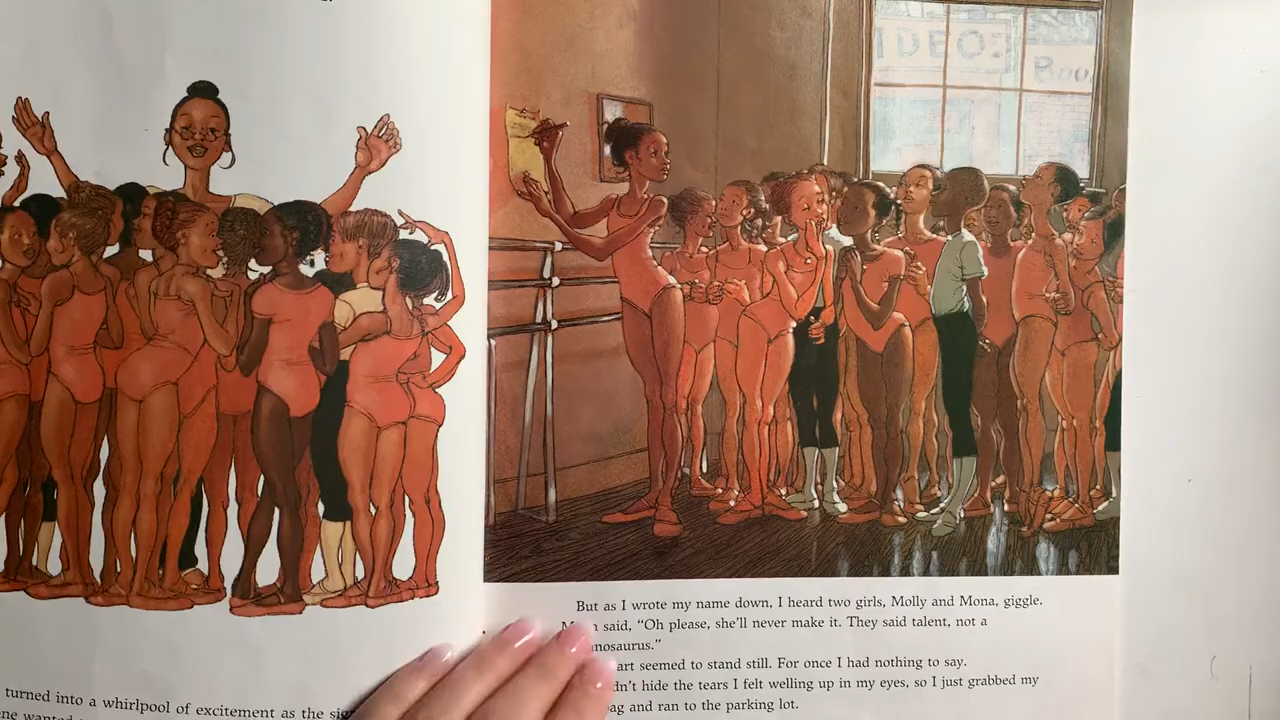 turned into a whirlpool of excitement as the
wanted
IDEO
But as I wrote my name down, I heard two girls, Molly and Mona, giggle.
said, “Oh please, she’ll never make it. They said talent, not a
nosaurus.”
art seemed to stand still. For once I had nothing to say.
dn’t hide the tears I felt welling up in my eyes, so I just grabbed my
ag and ran to the parking lot.